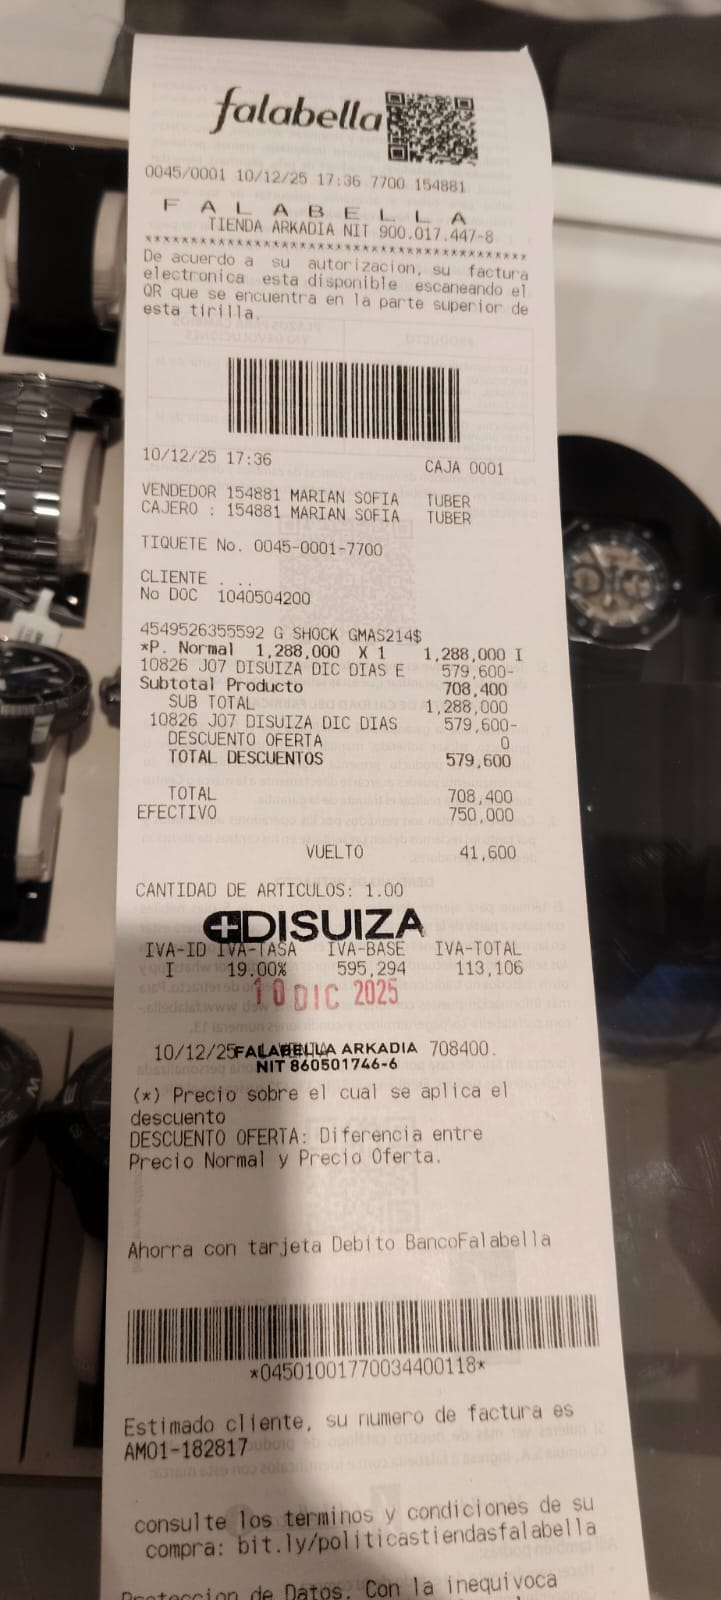 falabella
0045/0001 10/12/25 17:36 7700 154881
F A L A B E L L A
TIENDA ARKADIA NIT 900.017.447-8
****************************************
De acuerdo a su autorizacion, su factura
electronica esta disponible escaneando el
QR que se encuentra en la parte superior de
esta tirilla.
10/12/25 17:36 CAJA 0001
VENDEDOR 154881 MARIAN SOFIA TUBER
CAJERO : 154881 MARIAN SOFIA TUBER
TIQUETE No. 0045-0001-7700
CLIENTE . ..
No DOC 1040504200
4549526355592 G SHOCK GMAS214$
*P. Normal 1,288,000 X 1 1,288,000 I
10826 J07 DISUIZA DIC DIAS E 579,600-
Subtotal Producto 708,400
SUB TOTAL 1,288,000
10826 J07 DISUIZA DIC DIAS 579,600-
DESCUENTO OFERTA 0
TOTAL DESCUENTOS 579,600
TOTAL 708,400
EFECTIVO 750,000
VUELTO 41,600
CANTIDAD DE ARTICULOS: 1.00
DISUIZA
IVA-ID IVA-TASA IVA-BASE IVA-TOTAL
I 19.00% 595,294 113,106
10 DIC 2025
10/12/25 FALABELLA ARKADIA 708400.
NIT 860501746-6
(*) Precio sobre el cual se aplica el
descuento
DESCUENTO OFERTA: Diferencia entre
Precio Normal y Precio Oferta.
Ahorra con tarjeta Debito BancoFalabella
*04501001770034400118*
Estimado cliente, su numero de factura es
AM01-182817
consulte los terminos y condiciones de su
compra: bit.ly/politicastiendasfalabella
Proteccion de Datos. Con la inequivoca